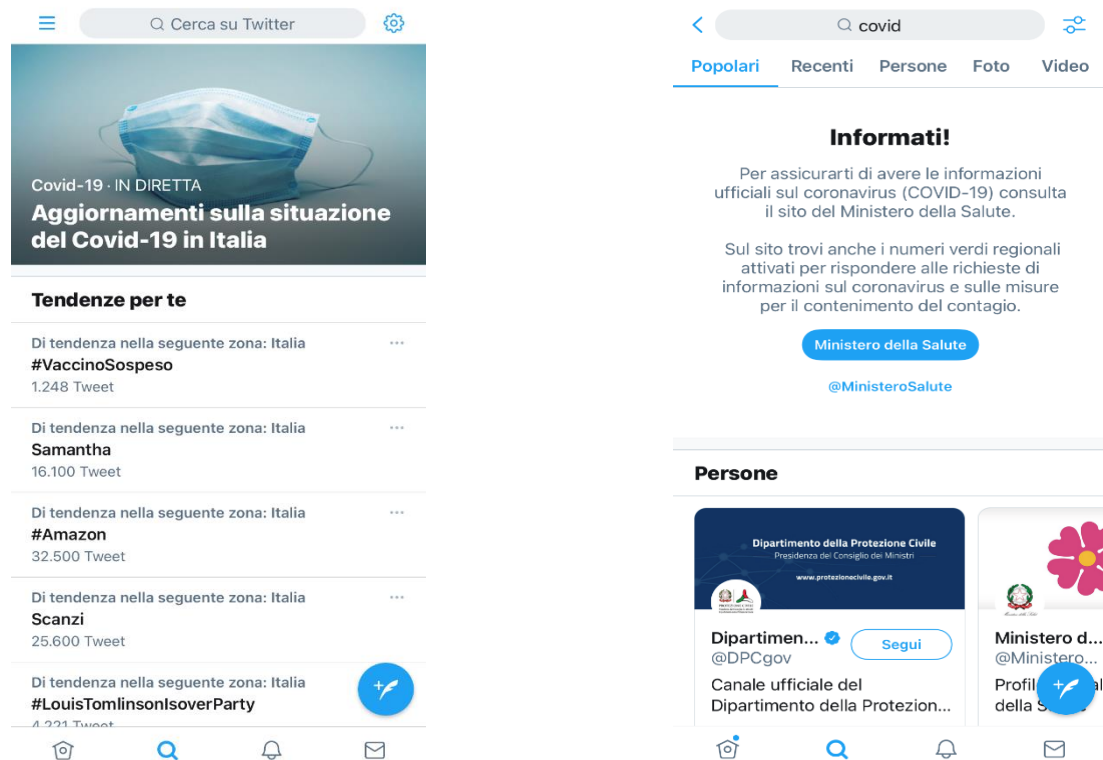 Cerca su Twitter
Covid-19 · IN DIRETTA
Aggiornamenti sulla situazione
del Covid-19 in Italia
Tendenze per te
Di tendenza nella seguente zona: Italia
#VaccinoSospeso
1.248 Tweet
Di tendenza nella seguente zona: Italia
Samantha
16.100 Tweet
Di tendenza nella seguente zona: Italia
#Amazon
32.500 Tweet
Di tendenza nella seguente zona: Italia
Scanzi
25.600 Tweet
Di tendenza nella seguente zona: Italia
#LouisTomlinsonIsoverParty
4.221 Tweet
covid
Popolari Recenti Persone Foto Video
Informati!
Per assicurarti di avere le informazioni
ufficiali sul coronavirus (COVID-19) consulta
il sito del Ministero della Salute.
Sul sito trovi anche i numeri verdi regionali
attivati per rispondere alle richieste di
informazioni sul coronavirus e sulle misure
per il contenimento del contagio.
Ministero della Salute
@MinisteroSalute
Persone
Dipartimento della Protezione Civile
Presidenza del Consiglio dei Ministri
www.protezionecivile.gov.it
Dipartimen...
Segui
@DPCgov
Canale ufficiale del
Dipartimento della Protezion...
Ministero d...
@Ministero...
della